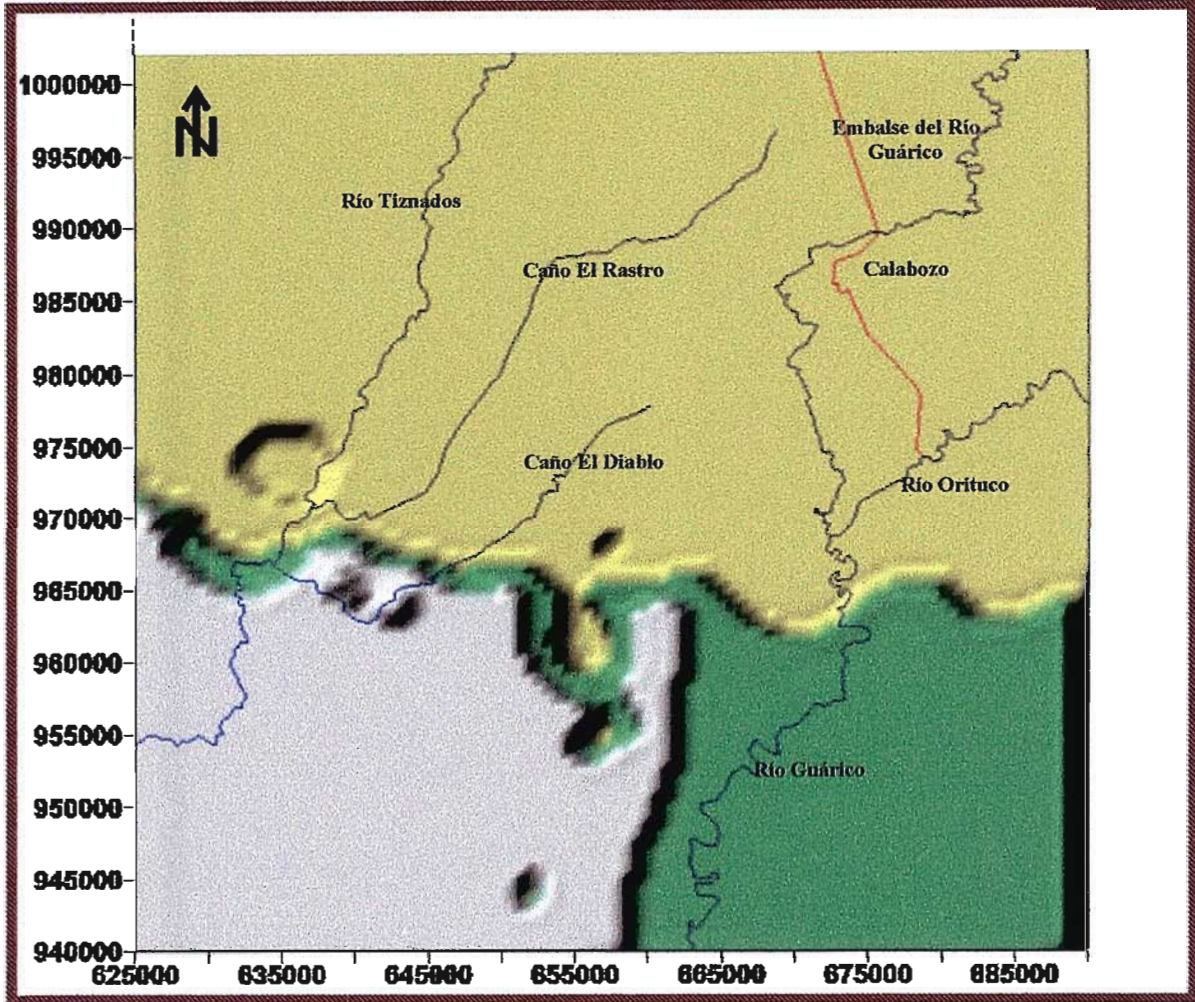 1000000
N
Embalse del Río
Guárico
995000
Río Tiznados
990000
Caño El Rastro
Calabozo
985000
980000
975000
Caño El Diablo
Río Orituco
970000
965000
960000
955000
Río Guárico
950000
945000
940000
625000 635000 645000 655000 665000 675000 685000